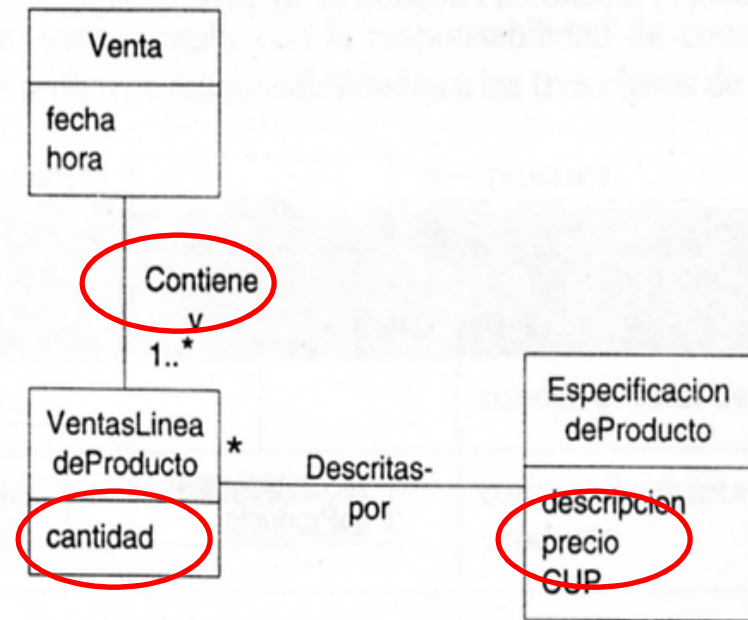 Venta
fecha
hora
Contiene
v
1..*
VentasLinea
deProducto
cantidad
*
Descritas-
por
Especificacion
deProducto
descripcion
precio
CUP